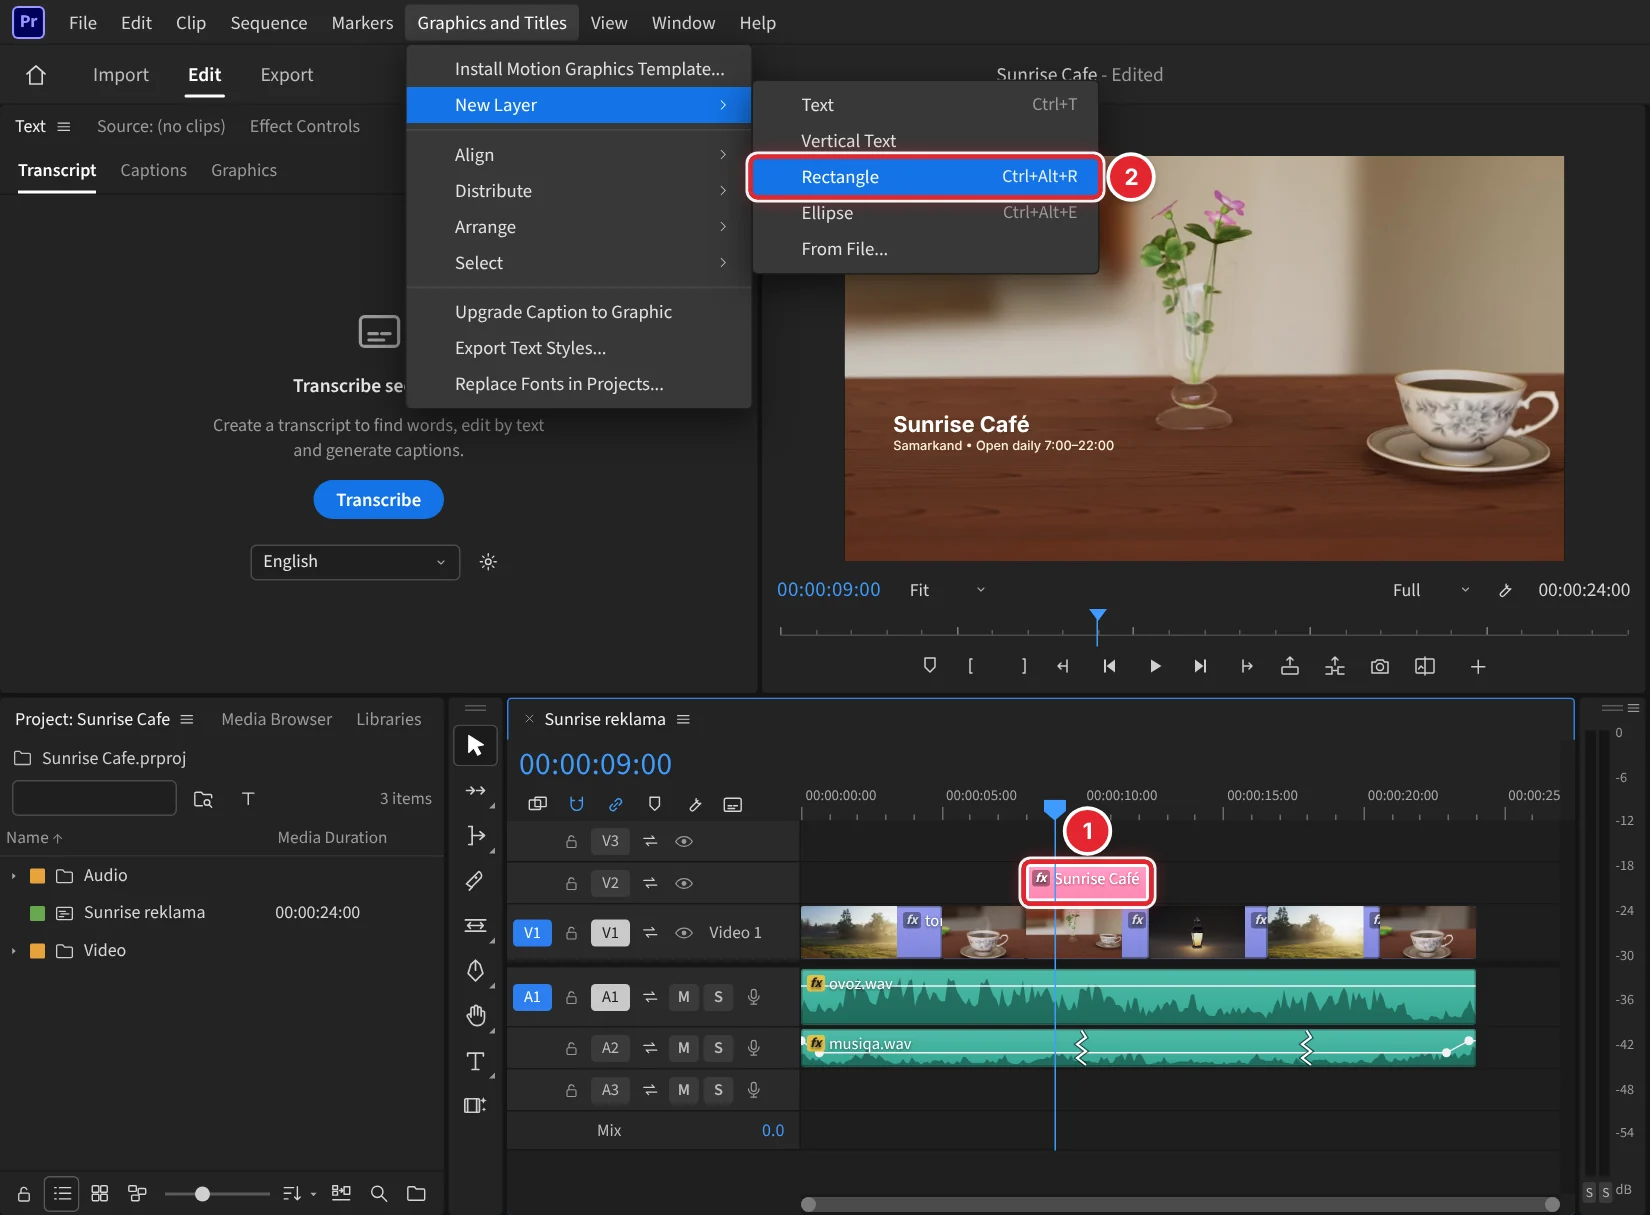 Pr File Edit Clip Sequence Markers Graphics and Titles View Window Help
Import Edit Export
Sunrise Cafe - Edited
Install Motion Graphics Template...
New Layer
Align
Distribute
Arrange
Select
Upgrade Caption to Graphic
Export Text Styles...
Replace Fonts in Projects...
Text Ctrl+T
Vertical Text
Rectangle Ctrl+Alt+R
2
Ellipse Ctrl+Alt+E
From File...
Text Source: (no clips) Effect Controls
Transcript Captions Graphics
Transcribe se
Create a transcript to find words, edit by text
and generate captions.
Transcribe
English
Sunrise Café
Samarkand • Open daily 7:00–22:00
00:00:09:00 Fit Full 00:00:24:00
Project: Sunrise Cafe Media Browser Libraries
Sunrise Cafe.prproj
3 items
Name Media Duration
Audio
Sunrise reklama 00:00:24:00
Video
Sunrise reklama
00:00:09:00
00:00:00:00 00:00:05:00 00:00:10:00 00:00:15:00 00:00:20:00 00:00:25
1
V3
V2
fx Sunrise Café
V1 V1 Video 1
fx to fx fx f
A1 A1 M S
fx ovoz.wav
A2 M S
fx musiqa.wav
A3 M S
Mix 0.0
0
-6
-12
-18
-24
-30
-36
-42
-48
-54
S S dB